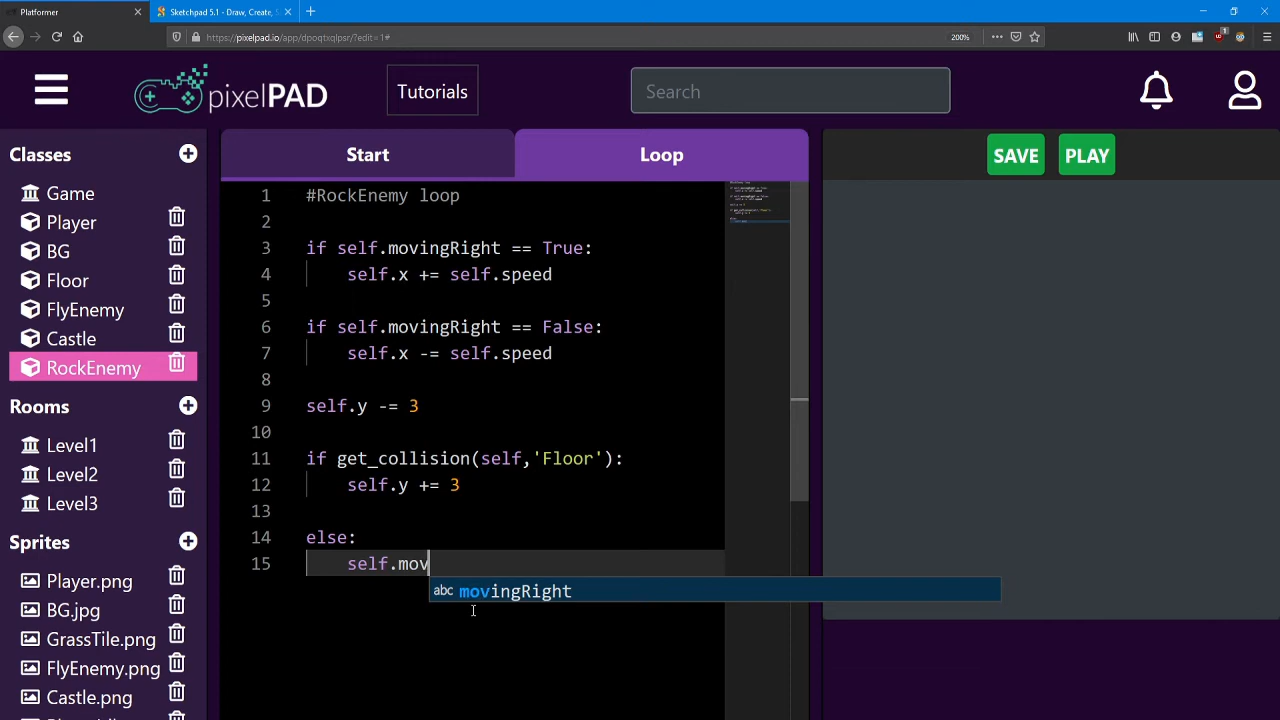 Platformer
Sketchpad 5.1 - Draw, Create,
https://pixelpad.io/app/dpoqtxqlpsr/?edit=1#
200%
pixelPAD
Tutorials
Search
Classes
Start
Loop
SAVE
PLAY
Game
Player
BG
Floor
FlyEnemy
Castle
RockEnemy
Rooms
Level1
Level2
Level3
Sprites
Player.png
BG.jpg
GrassTile.png
FlyEnemy.png
Castle.png
1 #RockEnemy loop
2
3 if self.movingRight == True:
4 self.x += self.speed
5
6 if self.movingRight == False:
7 self.x -= self.speed
8
9 self.y -= 3
10
11 if get_collision(self,'Floor'):
12 self.y += 3
13
14 else:
15 self.mov
abc movingRight